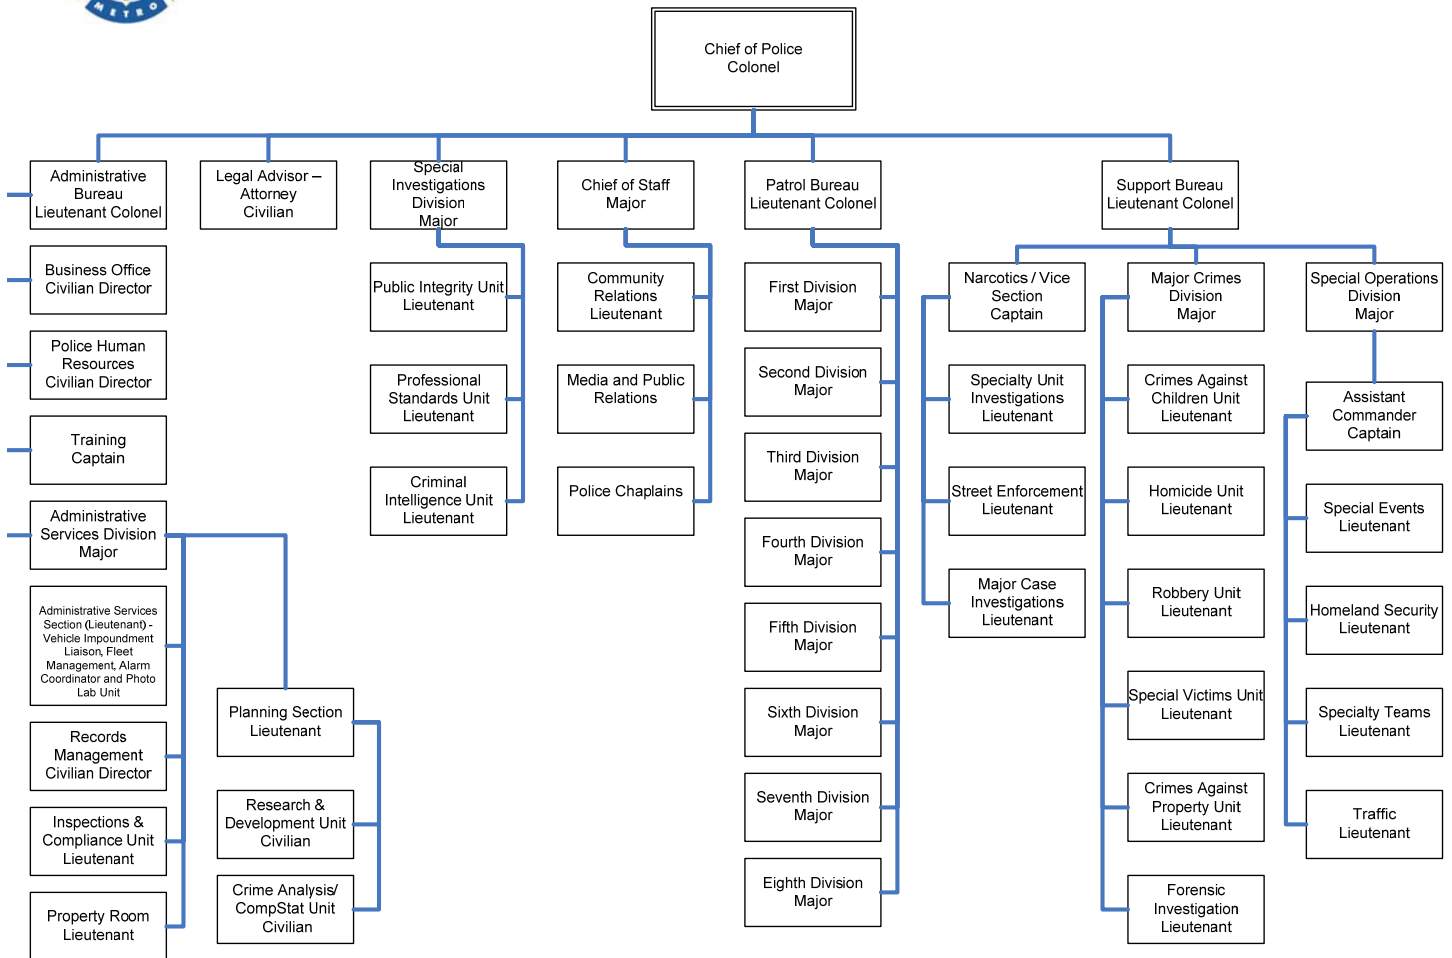 METRO
Chief of Police
Colonel
Administrative
Bureau
Lieutenant Colonel
Legal Advisor –
Attorney
Civilian
Special
Investigations
Division
Major
Chief of Staff
Major
Patrol Bureau
Lieutenant Colonel
Support Bureau
Lieutenant Colonel
Business Office
Civilian Director
Police Human
Resources
Civilian Director
Training
Captain
Administrative
Services Division
Major
Administrative Services
Section (Lieutenant) -
Vehicle Impoundment
Liaison, Fleet
Management, Alarm
Coordinator and Photo
Lab Unit
Records
Management
Civilian Director
Inspections &
Compliance Unit
Lieutenant
Property Room
Lieutenant
Planning Section
Lieutenant
Research &
Development Unit
Civilian
Crime Analysis/
CompStat Unit
Civilian
Public Integrity Unit
Lieutenant
Professional
Standards Unit
Lieutenant
Criminal
Intelligence Unit
Lieutenant
Community
Relations
Lieutenant
Media and Public
Relations
Police Chaplains
First Division
Major
Second Division
Major
Third Division
Major
Fourth Division
Major
Fifth Division
Major
Sixth Division
Major
Seventh Division
Major
Eighth Division
Major
Narcotics / Vice
Section
Captain
Specialty Unit
Investigations
Lieutenant
Street Enforcement
Lieutenant
Major Case
Investigations
Lieutenant
Major Crimes
Division
Major
Crimes Against
Children Unit
Lieutenant
Homicide Unit
Lieutenant
Robbery Unit
Lieutenant
Special Victims Unit
Lieutenant
Crimes Against
Property Unit
Lieutenant
Forensic
Investigation
Lieutenant
Special Operations
Division
Major
Assistant
Commander
Captain
Special Events
Lieutenant
Homeland Security
Lieutenant
Specialty Teams
Lieutenant
Traffic
Lieutenant